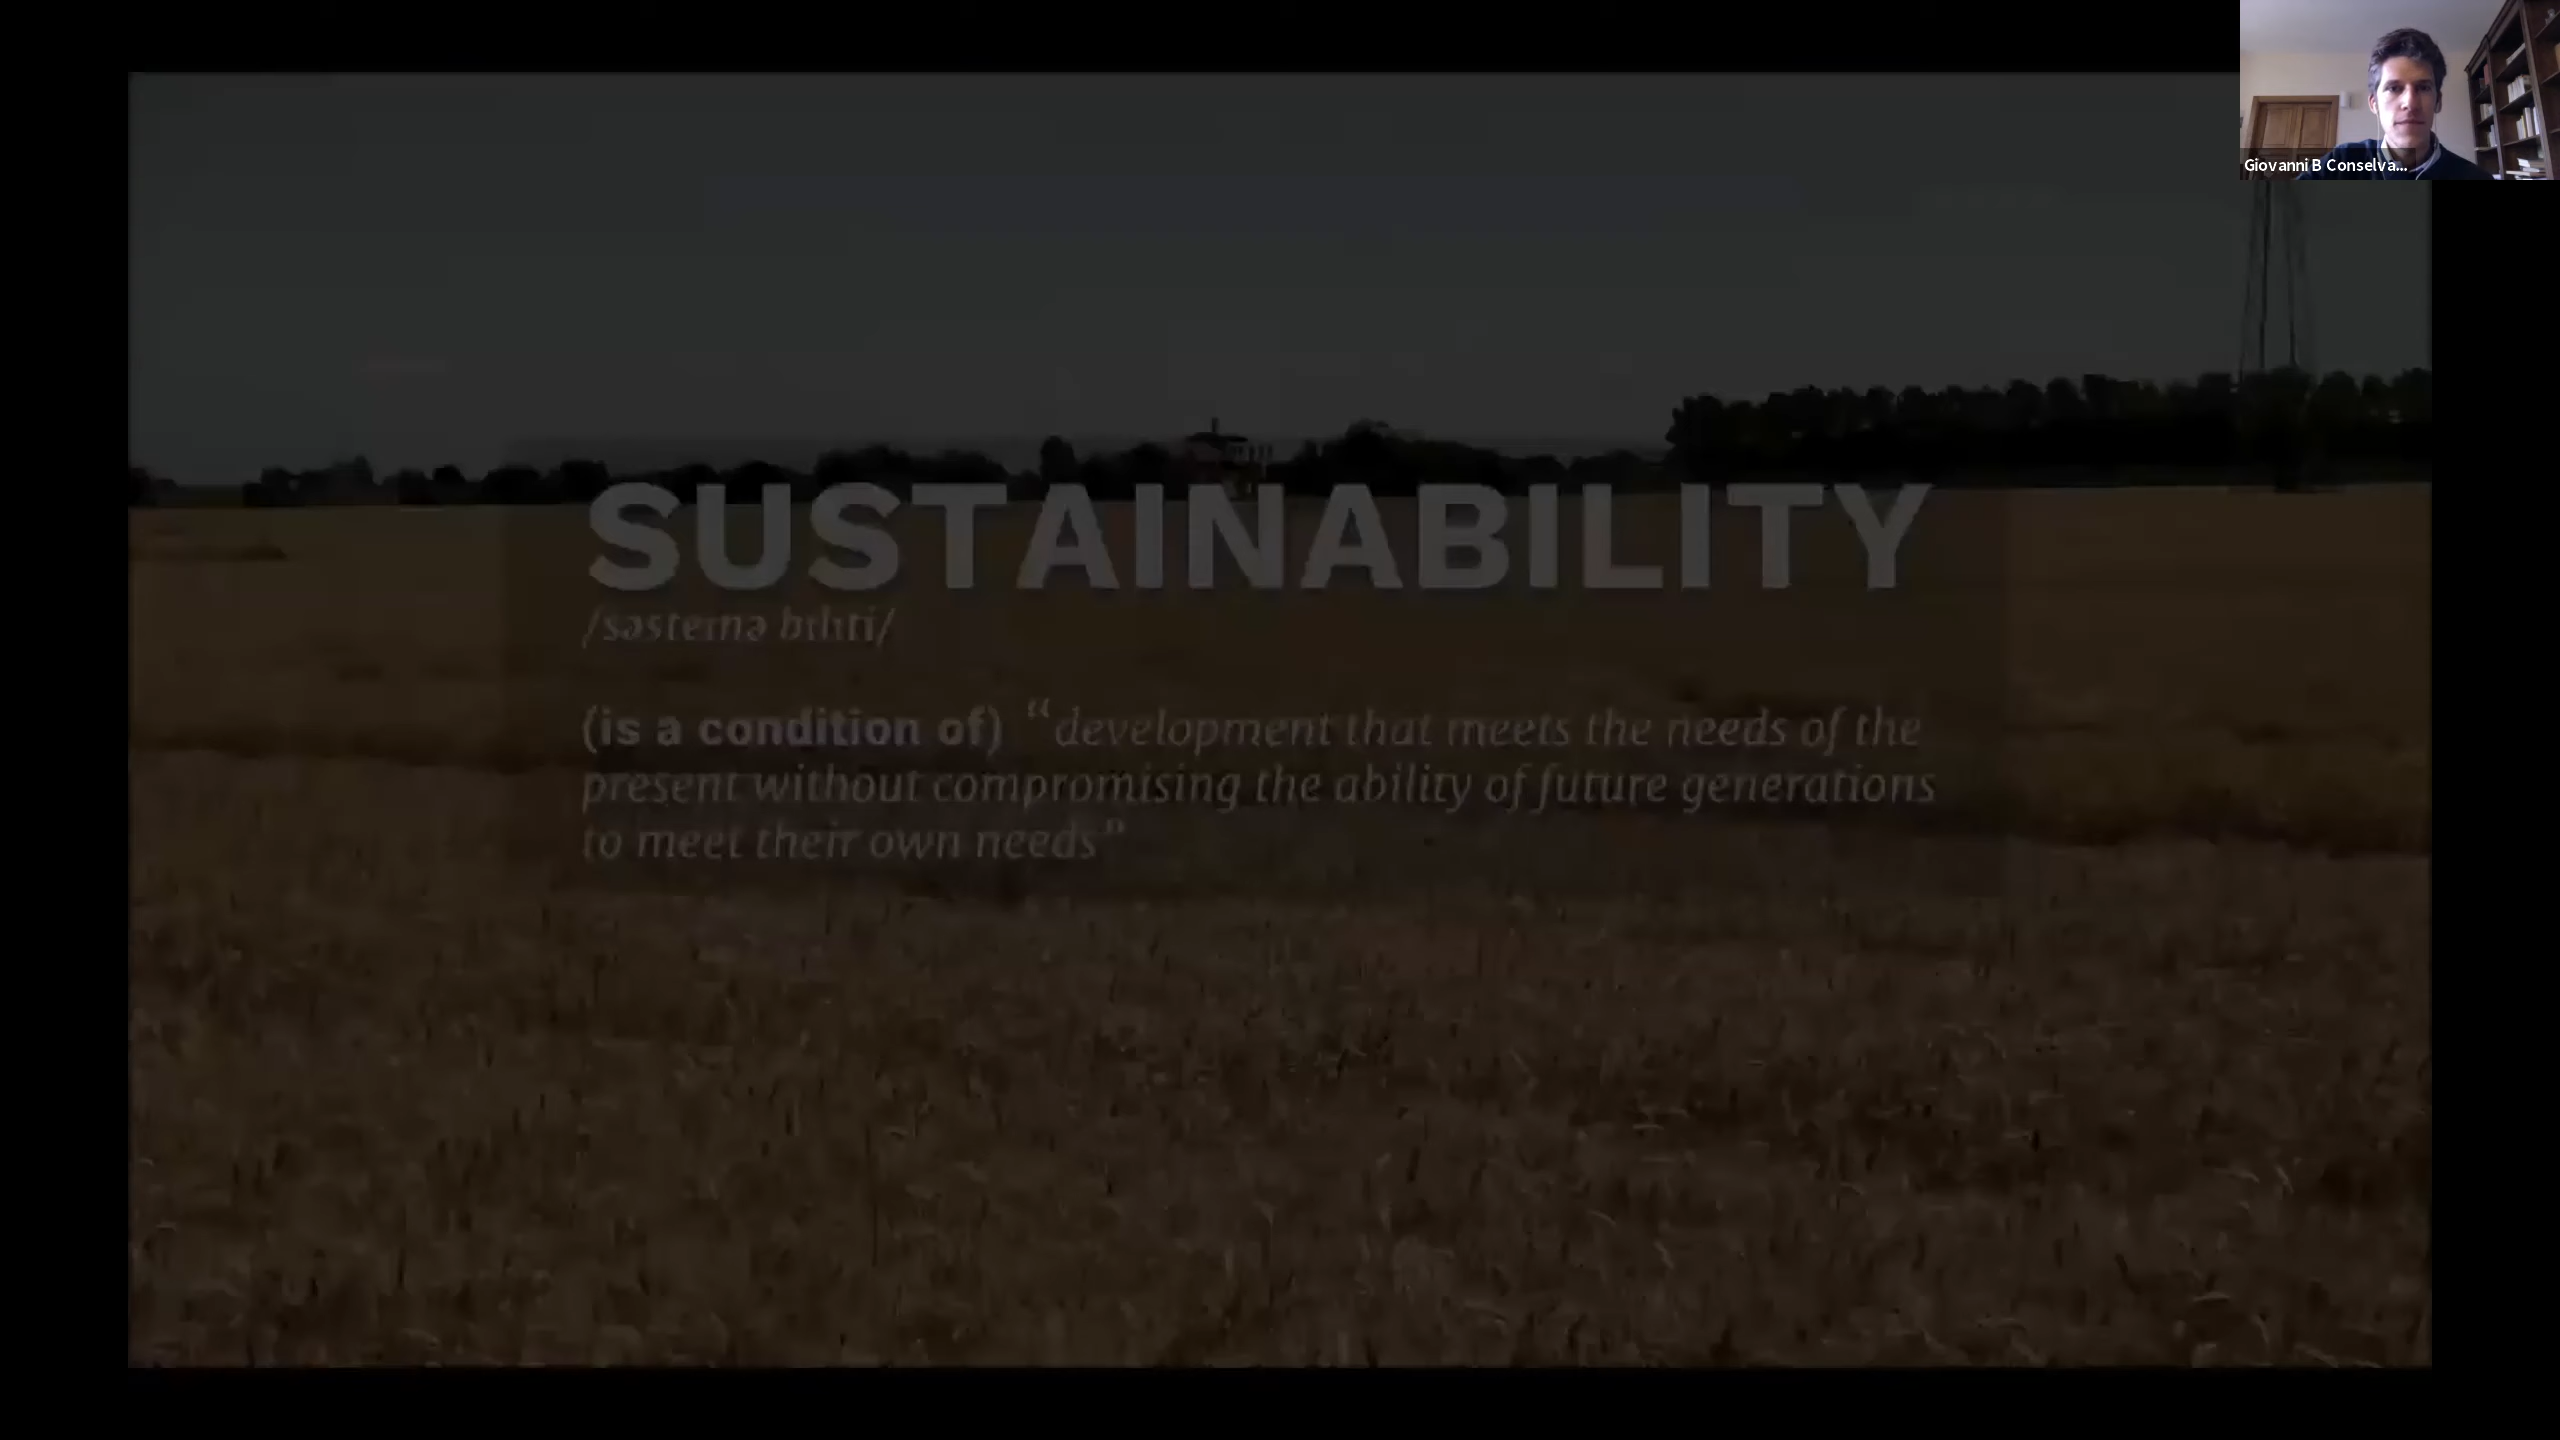 Giovanni B Conselva...
SUSTAINABILITY
/səsteɪnə bɪlɪti/
(is a condition of) “development that meets the needs of the
present without compromising the ability of future generations
to meet their own needs”